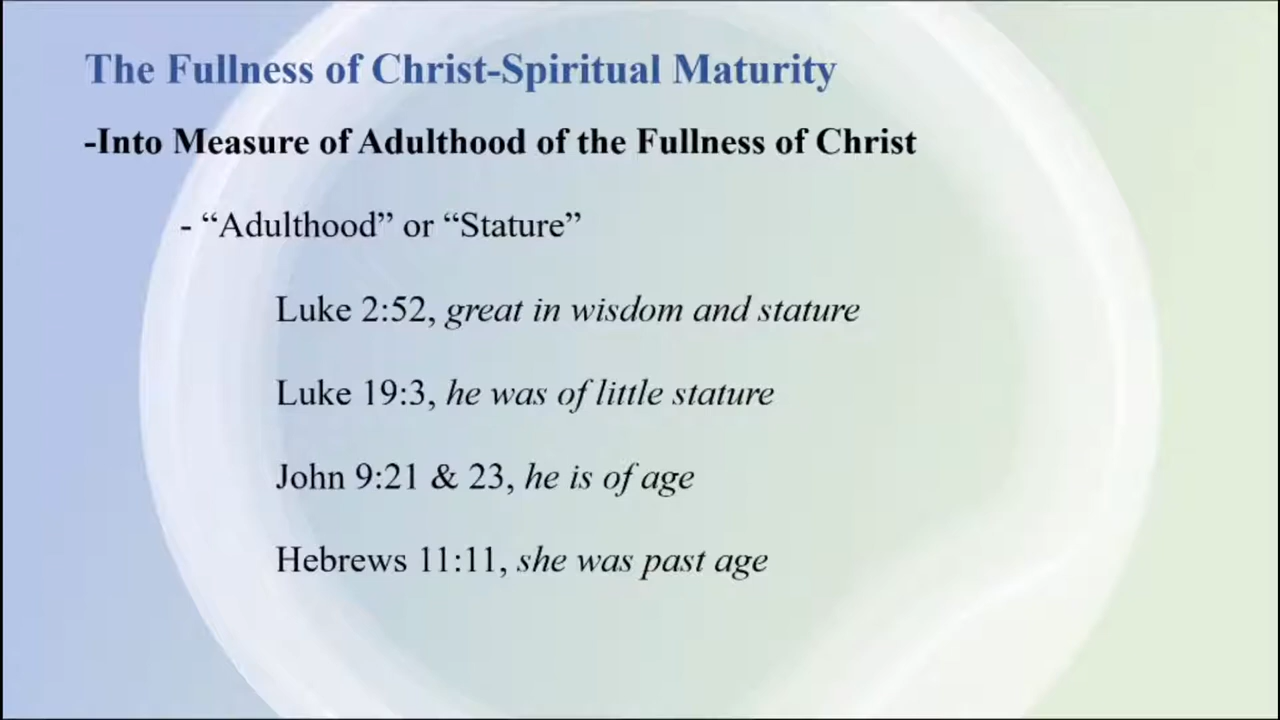 The Fullness of Christ-Spiritual Maturity
-Into Measure of Adulthood of the Fullness of Christ
- “Adulthood” or “Stature”
Luke 2:52, great in wisdom and stature
Luke 19:3, he was of little stature
John 9:21 & 23, he is of age
Hebrews 11:11, she was past age